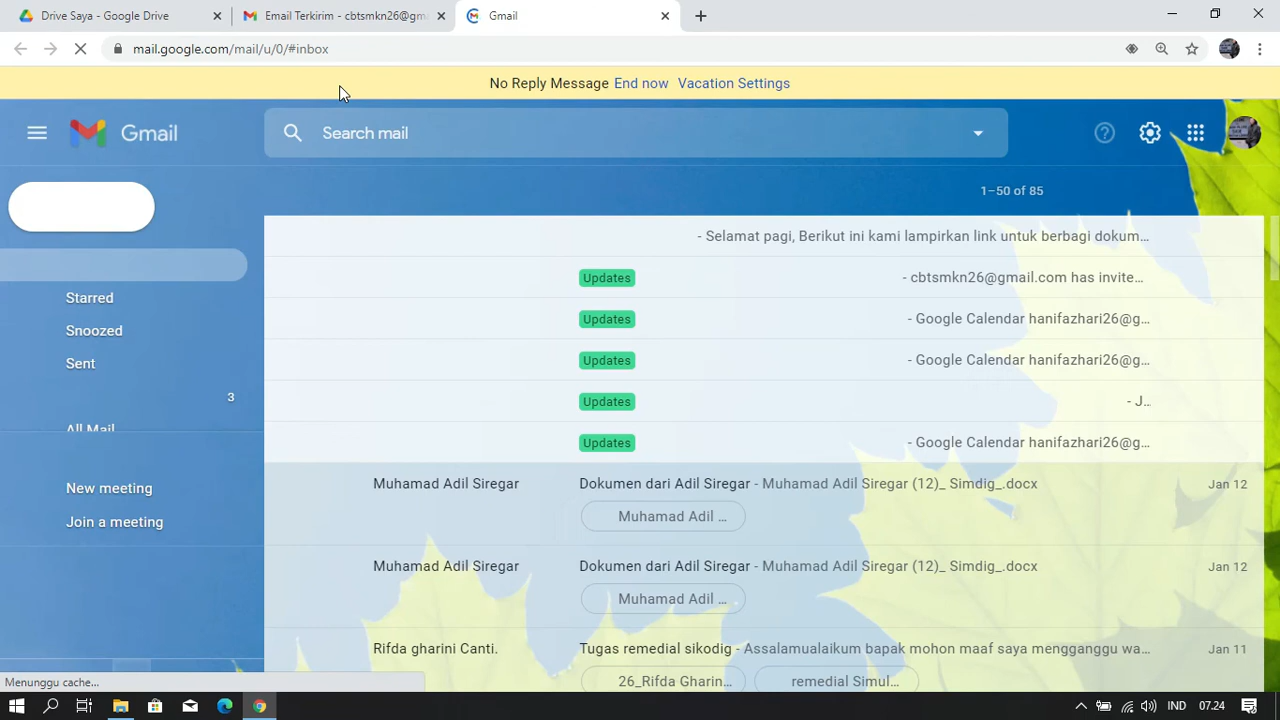 Drive Saya - Google Drive
Email Terkirim - cbtsmkn26@gma
Gmail
mail.google.com/mail/u/0/#inbox
No Reply Message End now Vacation Settings
Gmail
Search mail
1–50 of 85
- Selamat pagi, Berikut ini kami lampirkan link untuk berbagi dokum…
Updates - cbtsmkn26@gmail.com has invite…
Starred
Updates - Google Calendar hanifazhari26@g…
Snoozed
Updates - Google Calendar hanifazhari26@g…
Sent
3
Updates - J…
All Mail
Updates - Google Calendar hanifazhari26@g…
New meeting
Join a meeting
Muhamad Adil Siregar Dokumen dari Adil Siregar - Muhamad Adil Siregar (12)_ Simdig_.docx Jan 12
Muhamad Adil …
Muhamad Adil Siregar Dokumen dari Adil Siregar - Muhamad Adil Siregar (12)_ Simdig_.docx Jan 12
Muhamad Adil …
Rifda gharini Canti. Tugas remedial sikodig - Assalamualaikum bapak mohon maaf saya mengganggu wa… Jan 11
26_Rifda Gharin… remedial Simul…
Menunggu cache...
IND 07.24